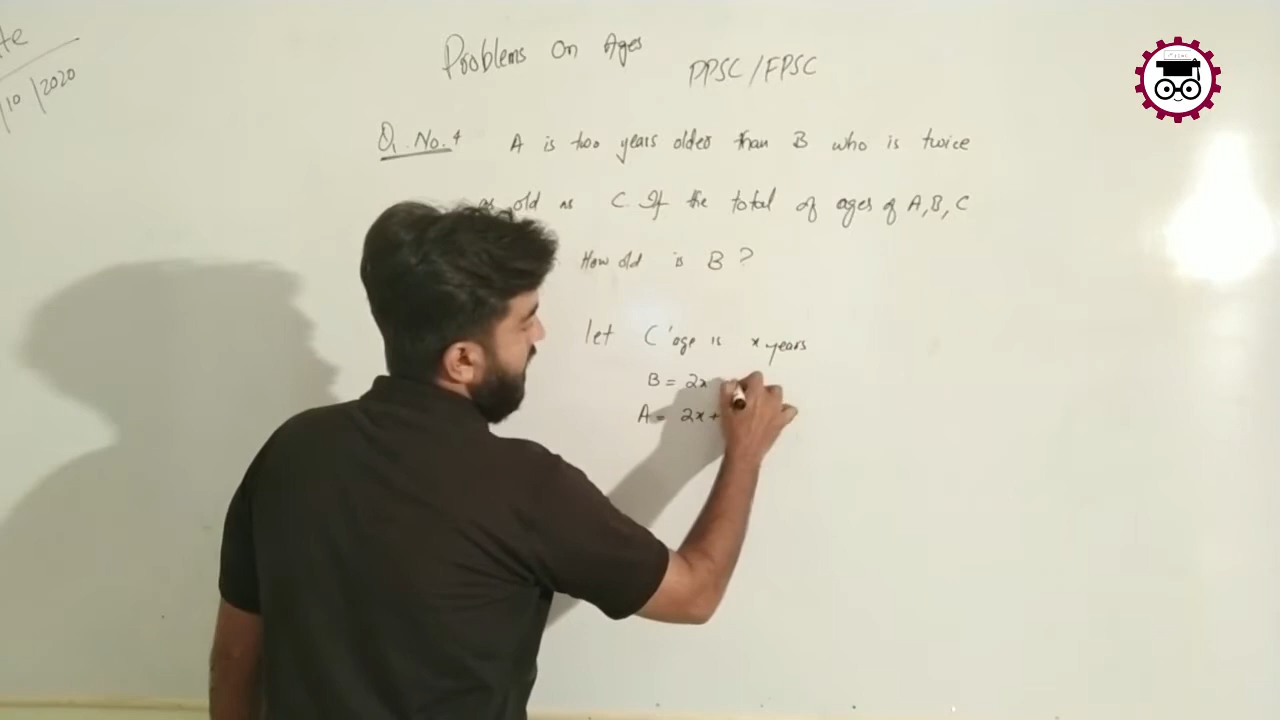 Problems On Ages
PPSC/FPSC
/10/2020
Q. No. 4 A is two years older than B who is twice
as old as C. If the total of ages of A, B, C
How old is B?
let C'age is x years
B = 2x
A = 2x +